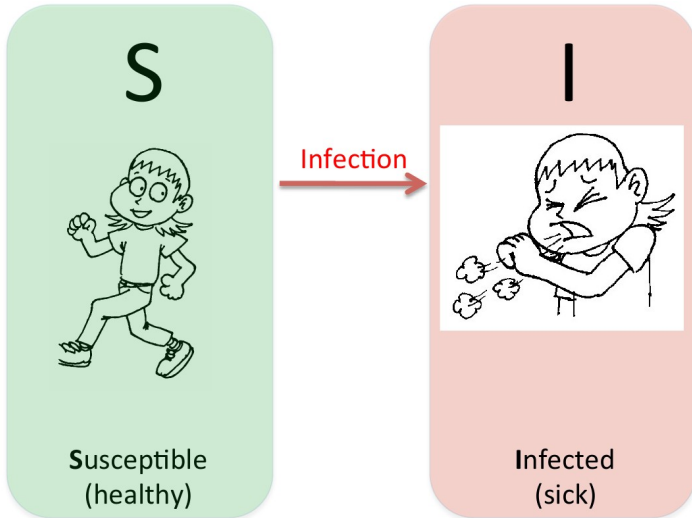 S
Infection
I
Susceptible
(healthy)
Infected
(sick)